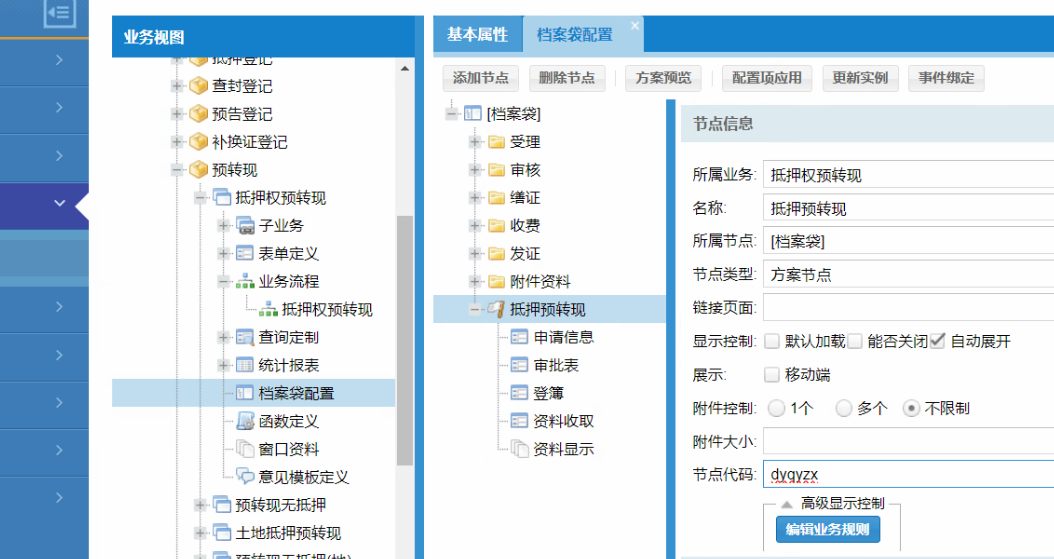 业务视图
抵押登记
查封登记
预告登记
补换证登记
预转现
抵押权预转现
子业务
表单定义
业务流程
抵押权预转现
查询定制
统计报表
档案袋配置
函数定义
窗口资料
意见模板定义
预转现无抵押
土地抵押预转现
预转现无抵押(地)
基本属性 档案袋配置
添加节点 删除节点 方案预览 配置项应用 更新实例 事件绑定
[档案袋]
受理
审核
缮证
收费
发证
附件资料
抵押预转现
申请信息
审批表
登簿
资料收取
资料显示
节点信息
所属业务: 抵押权预转现
名称: 抵押预转现
所属节点: [档案袋]
节点类型: 方案节点
链接页面:
显示控制: 默认加载 能否关闭 自动展开
展示: 移动端
附件控制: 1个 多个 不限制
附件大小:
节点代码: dyqyzx
高级显示控制
编辑业务规则